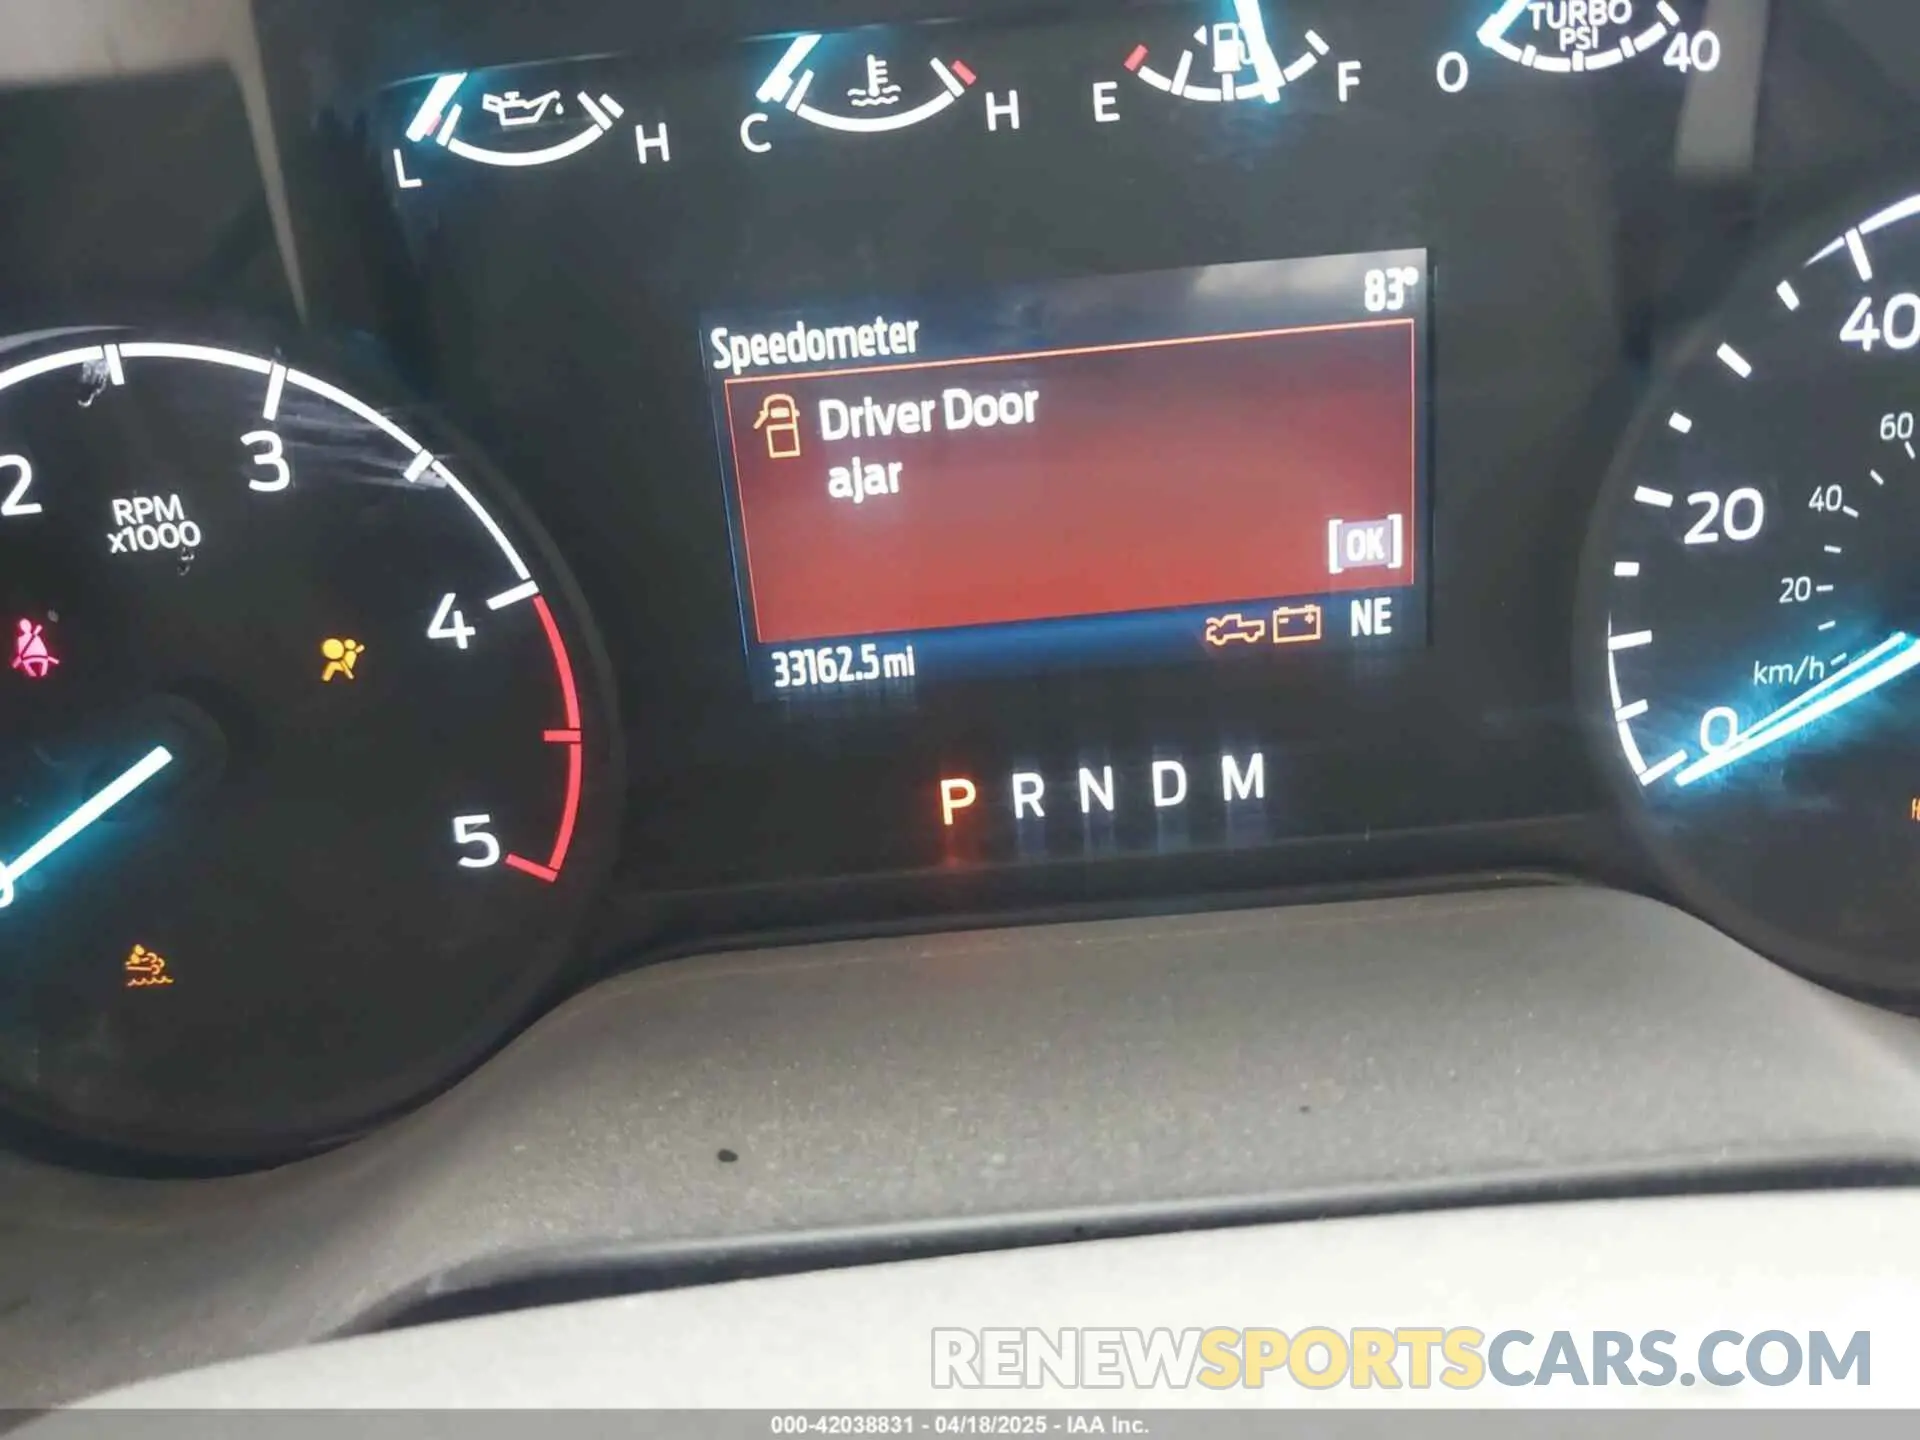 TURBO
PSI
L H C H E F O 40
83°
Speedometer
Driver Door
ajar
[OK]
NE
33162.5 mi
P R N D M
2 3 4 5
RPM
x1000
40
20
0
60
40
20
km/h
RENEWSPORTSCARS.COM
000-42038831 - 04/18/2025 - IAA Inc.